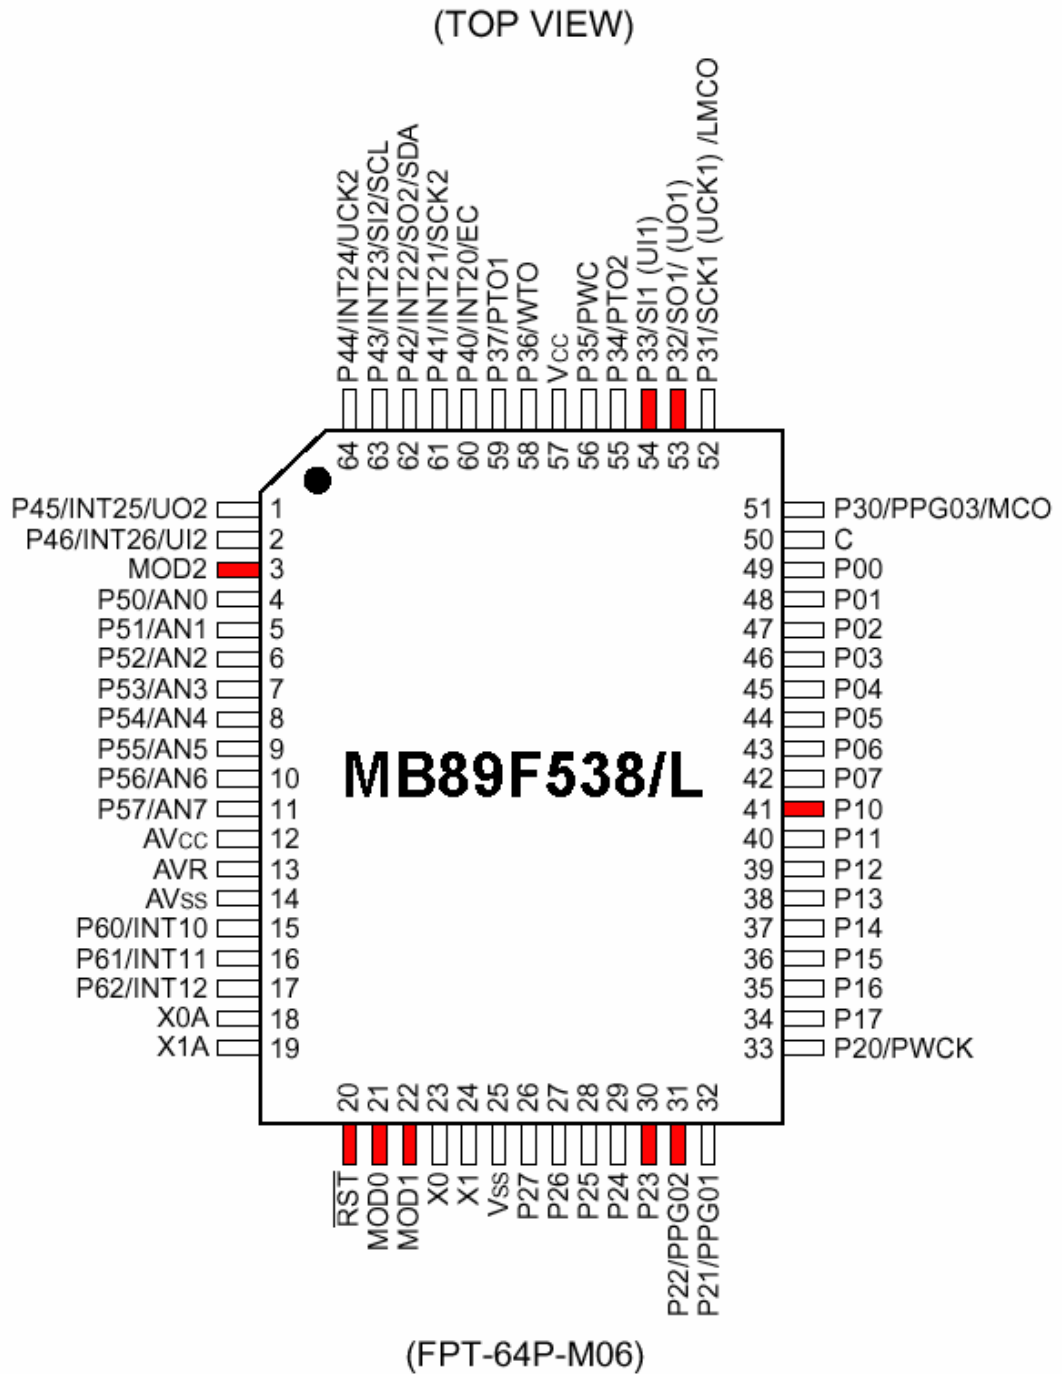 (TOP VIEW)
P44/INT24/UCK2
P43/INT23/SI2/SCL
P42/INT22/SO2/SDA
P41/INT21/SCK2
P40/INT20/EC
P37/PTO1
P36/WTO
Vcc
P35/PWC
P34/PTO2
P33/SI1 (UI1)
P32/SO1/ (UO1)
P31/SCK1 (UCK1) /LMCO
64 63 62 61 60 59 58 57 56 55 54 53 52
P45/INT25/UO2 1 51 P30/PPG03/MCO
P46/INT26/UI2 2 50 C
MOD2 3 49 P00
P50/AN0 4 48 P01
P51/AN1 5 47 P02
P52/AN2 6 46 P03
P53/AN3 7 45 P04
P54/AN4 8 44 P05
P55/AN5 9 43 P06
P56/AN6 10 42 P07
MB89F538/L
P57/AN7 11 41 P10
AVcc 12 40 P11
AVR 13 39 P12
AVss 14 38 P13
P60/INT10 15 37 P14
P61/INT11 16 36 P15
P62/INT12 17 35 P16
X0A 18 34 P17
X1A 19 33 P20/PWCK
20 21 22 23 24 25 26 27 28 29 30 31 32
RST
MOD0
MOD1
X0
X1
Vss
P27
P26
P25
P24
P23
P22/PPG02
P21/PPG01
(FPT-64P-M06)